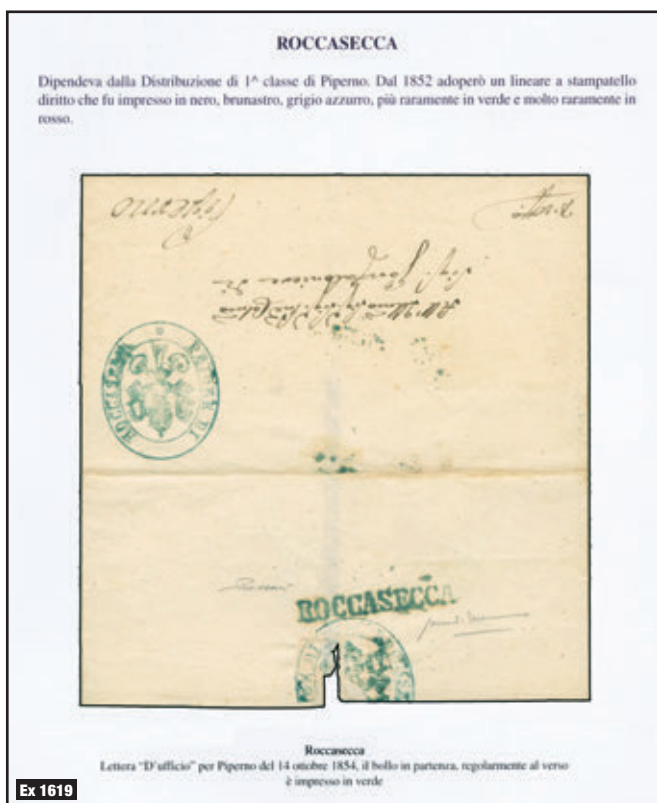 ROCCASECCA
Dipendeva dalla Distribuzione di 1^ classe di Piperno. Dal 1852 adoperò un lineare a stampatello
diritto che fu impresso in nero, brunastro, grigio azzurro, più raramente in verde e molto raramente in
rosso.
Piperno
ROCCASECCA
Roccasecca
Lettera "D'ufficio" per Piperno del 14 ottobre 1854, il bollo in partenza, regolarmente al verso
è impresso in verde
Ex 1619